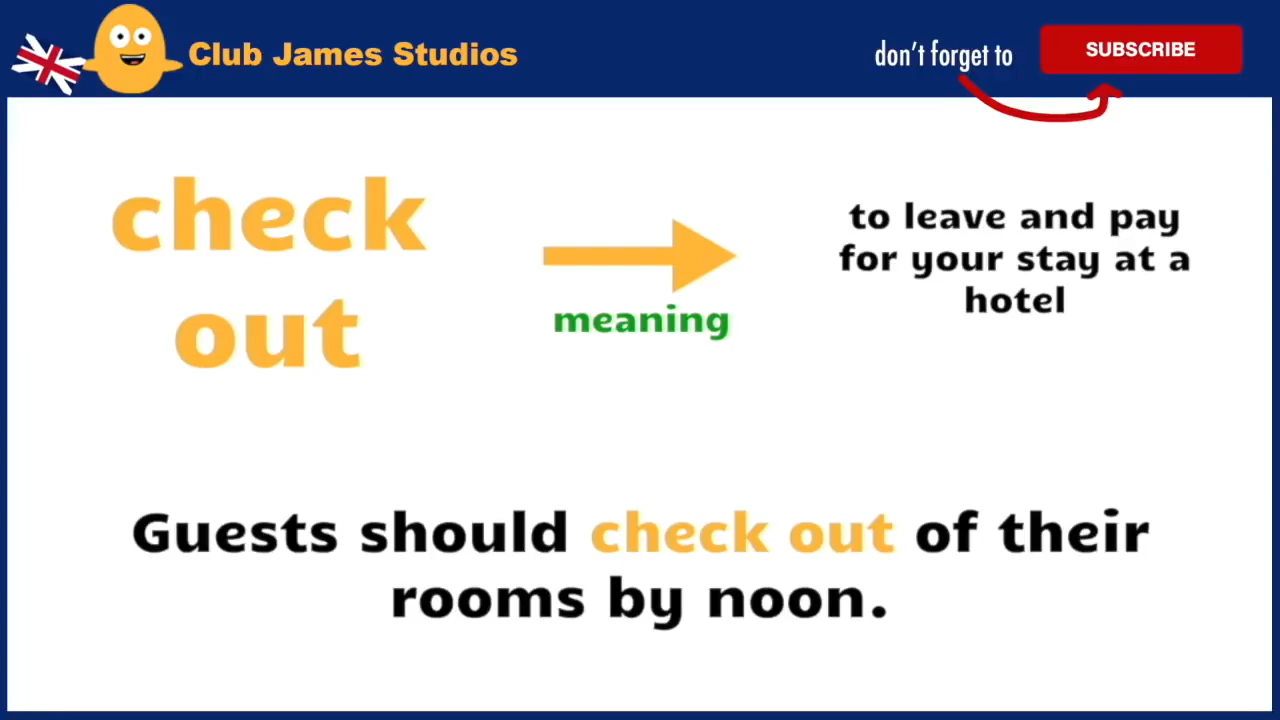 Club James Studios
don't forget to
SUBSCRIBE
check
out
meaning
to leave and pay
for your stay at a
hotel
Guests should check out of their
rooms by noon.